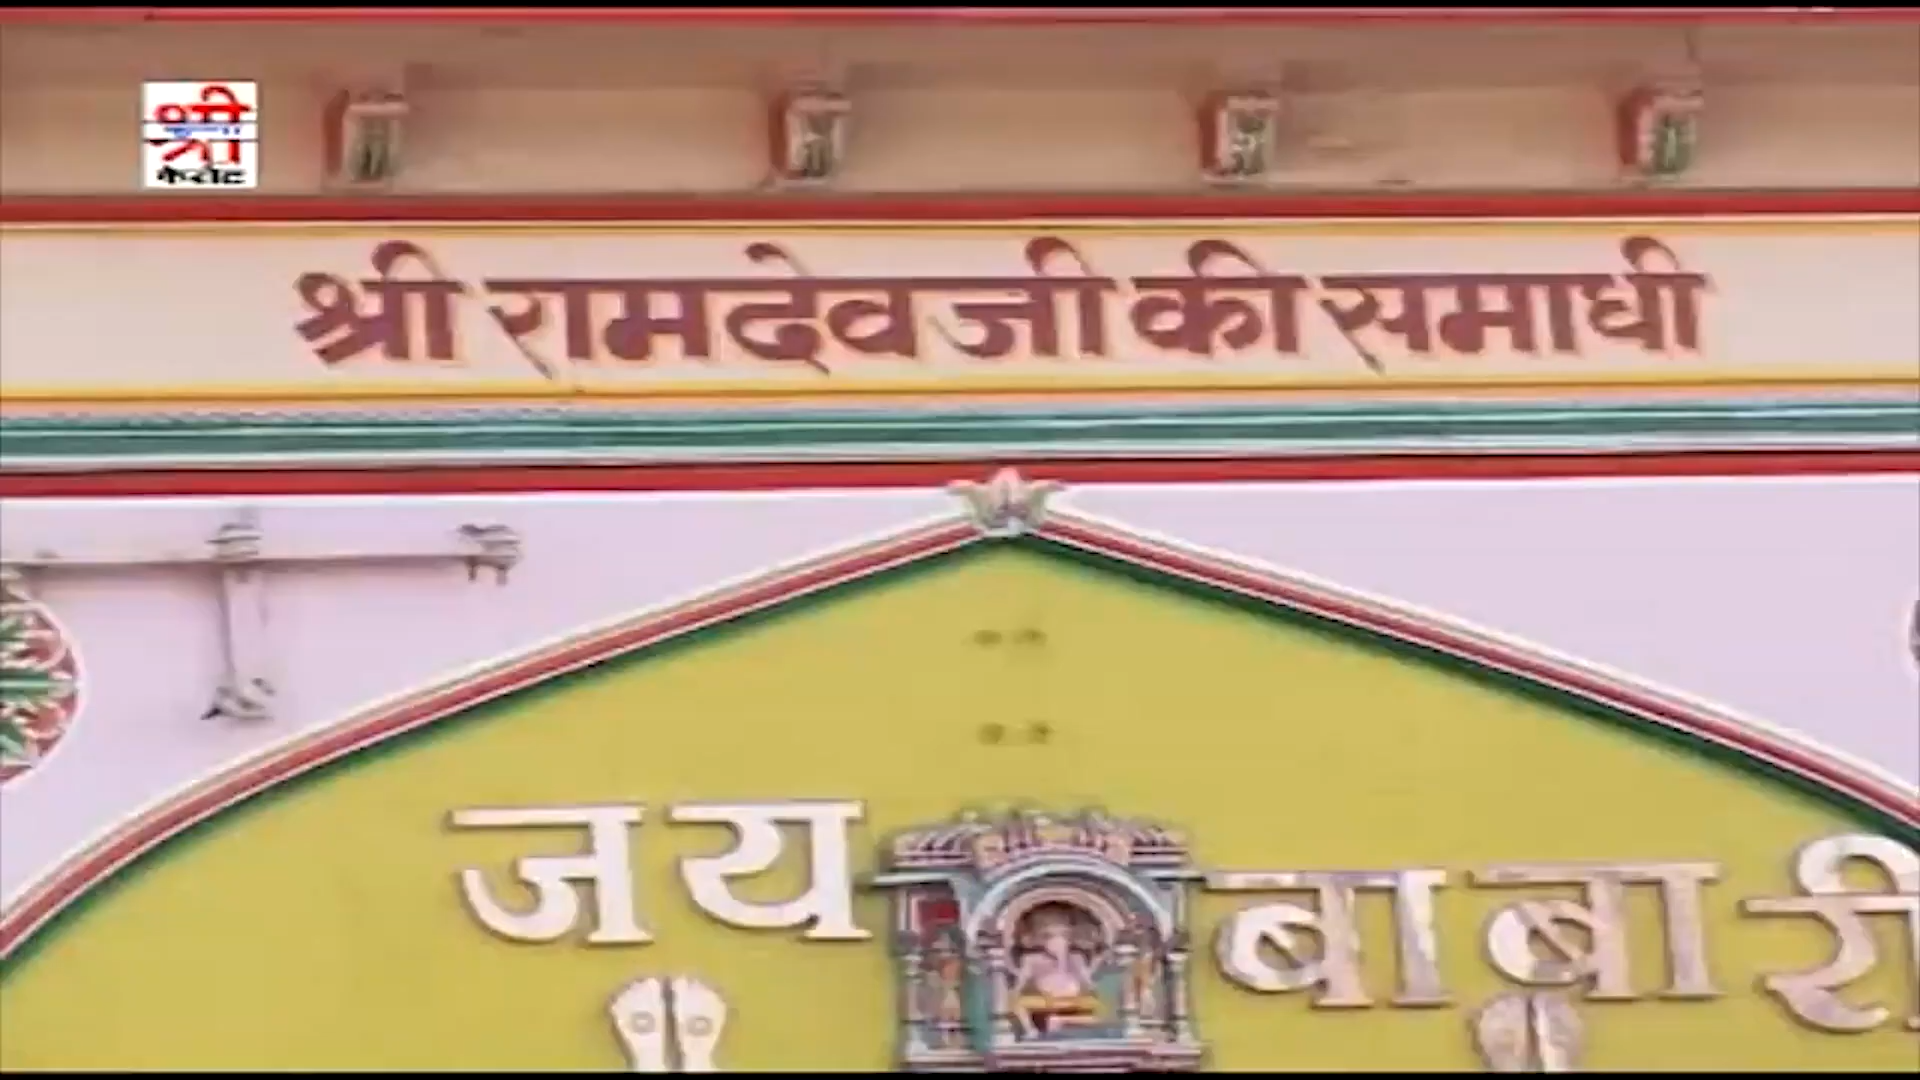 श्री रामदेवजी की समाधी
जय बाबा री